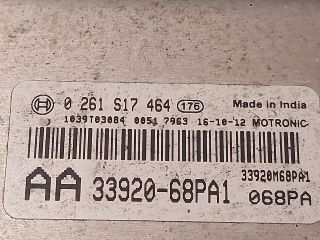 0 261 S17 464 176 Made in India
1039T03084 0051 7963 16-10-12 MOTRONIC
33920M68PA1
AA 33920-68PA1 068PA